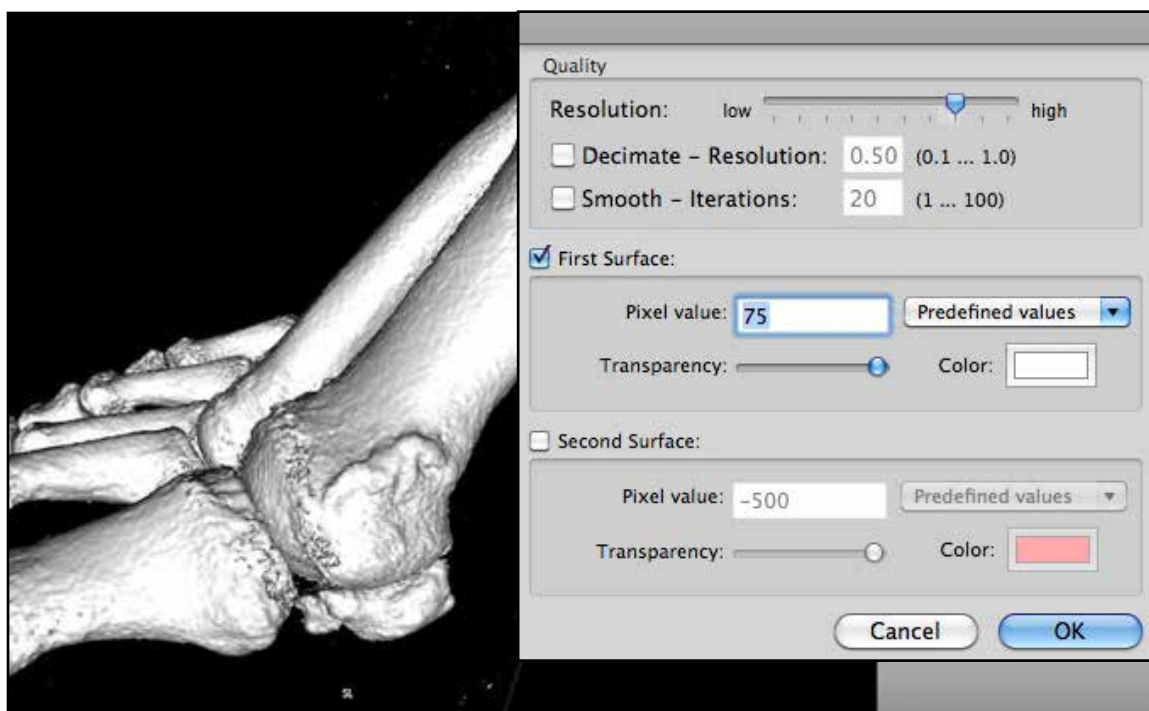 Quality
Resolution: low high
Decimate – Resolution: 0.50 (0.1 ... 1.0)
Smooth – Iterations: 20 (1 ... 100)
First Surface:
Pixel value: 75 Predefined values
Transparency: Color:
Second Surface:
Pixel value: -500 Predefined values
Transparency: Color:
Cancel OK